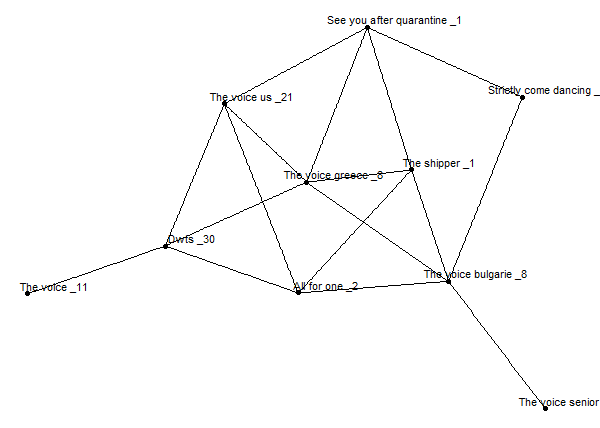 See you after quarantine _1
Strictly come dancing _
The voice us _21
The shipper _1
The voice greece _8
Dwts _30
The voice bulgarie _8
The voice _11
All for one _2
The voice senior